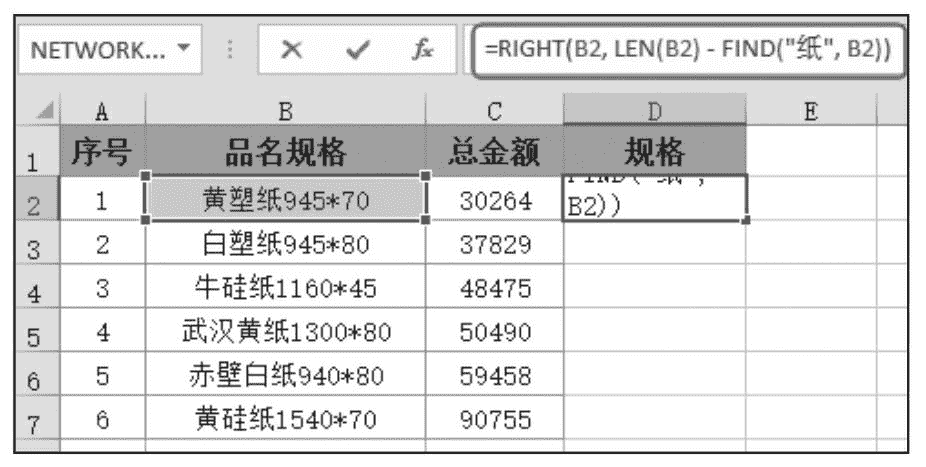 NETWORK... fx =RIGHT(B2, LEN(B2) - FIND("纸", B2))
A B C D E
1 序号 品名规格 总金额 规格
FIND("纸",
2 1 黄塑纸945*70 30264 B2))
3 2 白塑纸945*80 37829
4 3 牛硅纸1160*45 48475
5 4 武汉黄纸1300*80 50490
6 5 赤壁白纸940*80 59458
7 6 黄硅纸1540*70 90755